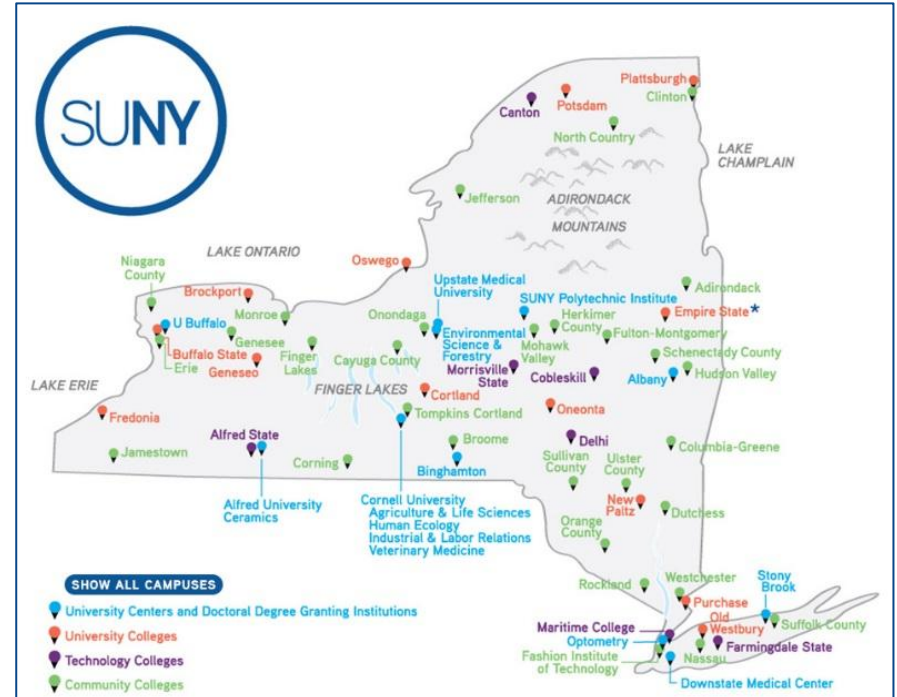 SUNY
Plattsburgh
Clinton
Potsdam
Canton
North Country
LAKE
CHAMPLAIN
Jefferson
ADIRONDACK
MOUNTAINS
LAKE ONTARIO
Oswego
Niagara
County
Brockport
Upstate Medical
University
SUNY Polytechnic Institute
Adirondack
Empire State*
U Buffalo
Monroe
Onondaga
Herkimer
County
Fulton-Montgomery
Genesee
Environmental
Science &
Forestry
Mohawk
Valley
Buffalo State
Erie
Finger
Lakes
Cayuga County
Schenectady County
Geneseo
Morrisville
State
Cobleskill
Albany
Hudson Valley
LAKE ERIE
FINGER LAKES
Cortland
Oneonta
Fredonia
Tompkins Cortland
Alfred State
Broome
Delhi
Columbia-Greene
Jamestown
Corning
Binghamton
Sullivan
County
Ulster
County
Alfred University
Ceramics
Cornell University
Agriculture & Life Sciences
Human Ecology
Industrial & Labor Relations
Veterinary Medicine
New
Paltz
Dutchess
Orange
County
SHOW ALL CAMPUSES
Rockland
Westchester
Stony
Brook
University Centers and Doctoral Degree Granting Institutions
Purchase
Old
Westbury
Suffolk County
University Colleges
Maritime College
Optometry
Farmingdale State
Technology Colleges
Fashion Institute
of Technology
Nassau
Community Colleges
Downstate Medical Center